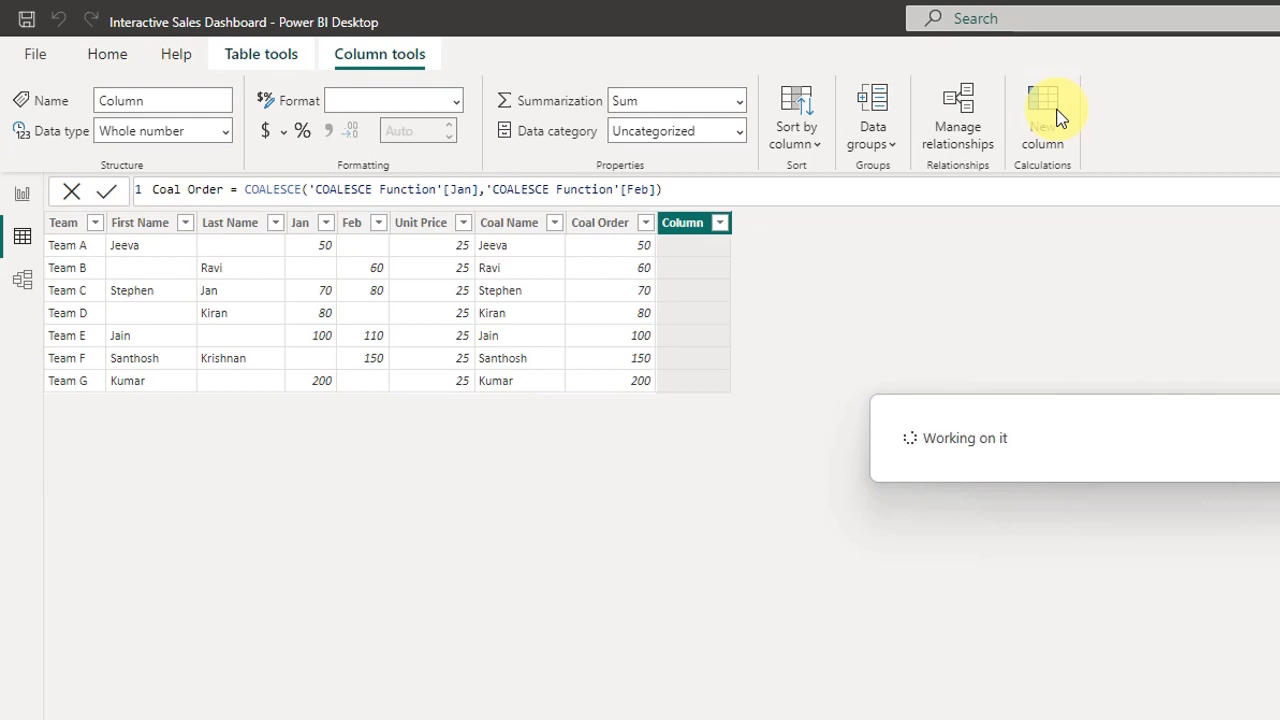 Interactive Sales Dashboard - Power BI Desktop
Search
File Home Help Table tools Column tools
Name Column
Data type Whole number
Structure
Format
$ % Auto
Formatting
Summarization Sum
Data category Uncategorized
Properties
Sort by column
Sort
Data groups
Groups
Manage relationships
Relationships
New column
Calculations
1 Coal Order = COALESCE('COALESCE Function'[Jan],'COALESCE Function'[Feb])
Team First Name Last Name Jan Feb Unit Price Coal Name Coal Order Column
Team A Jeeva 50 25 Jeeva 50
Team B Ravi 60 25 Ravi 60
Team C Stephen Jan 70 80 25 Stephen 70
Team D Kiran 80 25 Kiran 80
Team E Jain 100 110 25 Jain 100
Team F Santhosh Krishnan 150 25 Santhosh 150
Team G Kumar 200 25 Kumar 200
Working on it